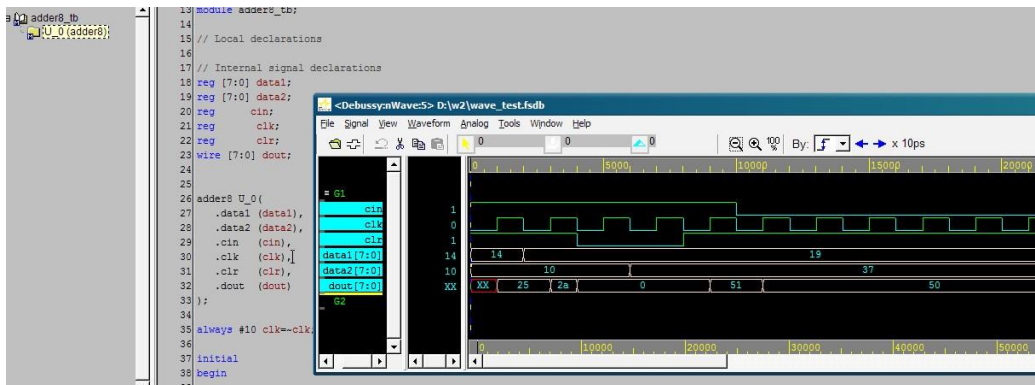 adder8_tb
U_0 (adder8)
13 module adder8_tb;
14
15 // Local declarations
16
17 // Internal signal declarations
18 reg [7:0] data1;
19 reg [7:0] data2;
20 reg cin;
21 reg clk;
22 reg clr;
23 wire [7:0] dout;
24
25
26 adder8 U_0(
27 .data1 (data1),
28 .data2 (data2),
29 .cin (cin),
30 .clk (clk),
31 .clr (clr),
32 .dout (dout)
33 );
34
35 always #10 clk=~clk;
36
37 initial
38 begin
<Debussy:nWave:5> D:\w2\wave_test.fsdb
File Signal View Waveform Analog Tools Window Help
0 0 0 100% By: x 10ps
0 5000 10000 15000 20000
= G1
cin 1
clk 0
clr 1
data1[7:0] 14 14 19
data2[7:0] 10 10 37
dout[7:0] XX XX 25 2a 0 51 50
G2
0 10000 20000 30000 40000 50000